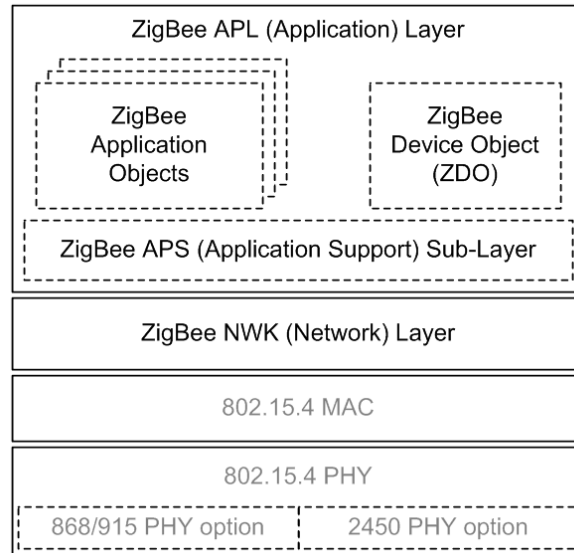 ZigBee APL (Application) Layer
ZigBee
Application
Objects
ZigBee
Device Object
(ZDO)
ZigBee APS (Application Support) Sub-Layer
ZigBee NWK (Network) Layer
802.15.4 MAC
802.15.4 PHY
868/915 PHY option
2450 PHY option